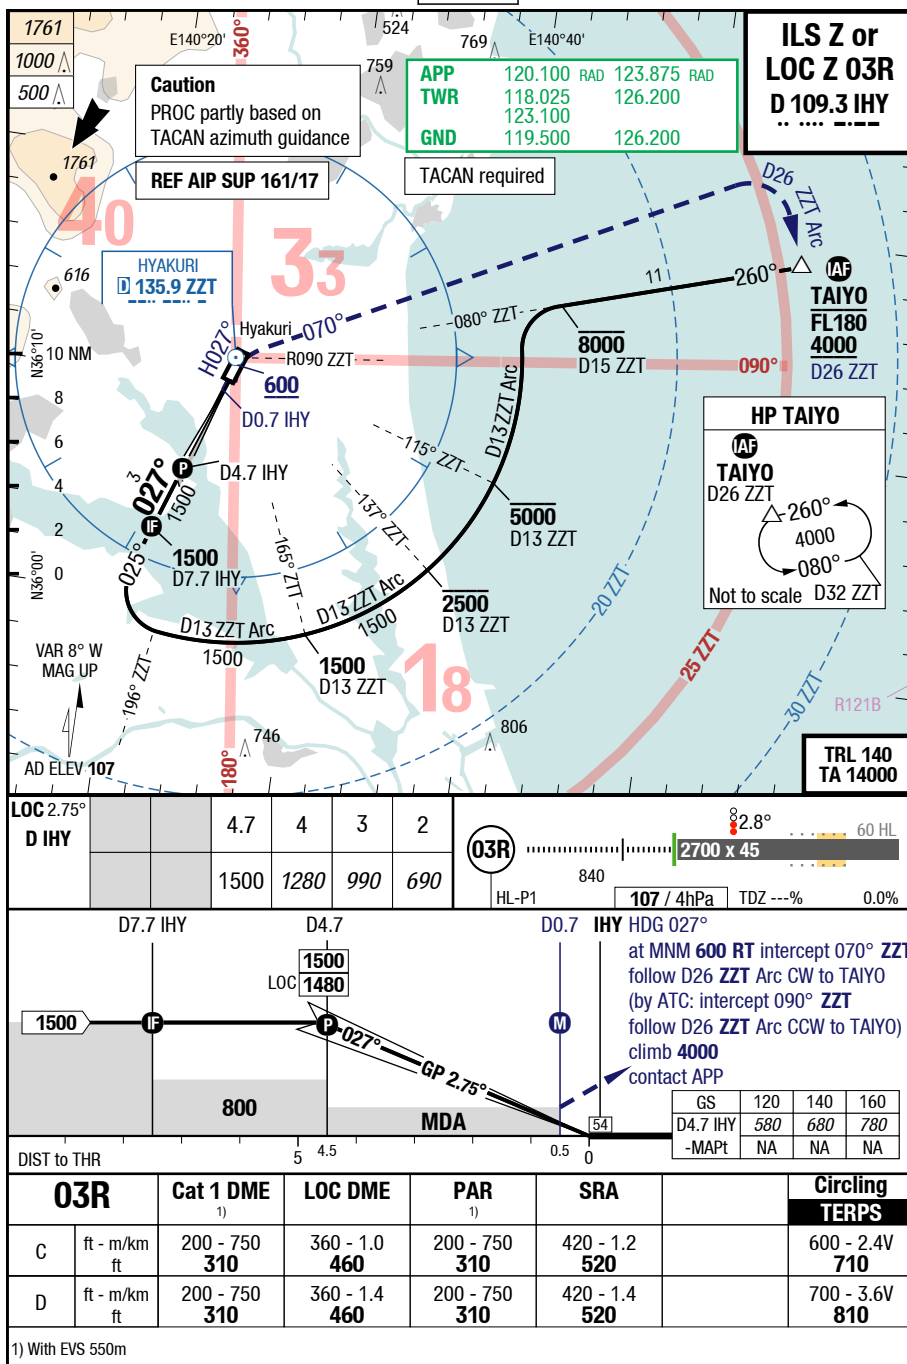 1761
1000
500
E140°20'
360°
524
769
E140°40'
759
Caution
PROC partly based on
TACAN azimuth guidance
REF AIP SUP 161/17
APP 120.100 RAD 123.875 RAD
TWR 118.025 126.200
123.100
GND 119.500 126.200
TACAN required
ILS Z or
LOC Z 03R
D 109.3 IHY
1761
40
33
616
HYAKURI
D 135.9 ZZT
D26 ZZT Arc
IAF
TAIYO
FL180
4000
D26 ZZT
260°
11
070°
080° ZZT
8000
D15 ZZT
Hyakuri
H027°
R090 ZZT
090°
600
D0.7 IHY
N36°10'
10 NM
8
6
4
2
0
N36°00'
D13 ZZT Arc
115° ZZT
5000
D13 ZZT
P
D4.7 IHY
3
027°
1500
IF
1500
D7.7 IHY
025°
137° ZZT
165° ZZT
2500
D13 ZZT
D13 ZZT Arc
1500
D13 ZZT Arc
1500
1500
D13 ZZT
196° ZZT
18
HP TAIYO
IAF
TAIYO
D26 ZZT
260°
4000
080°
Not to scale D32 ZZT
20 ZZT
25 ZZT
30 ZZT
R121B
VAR 8° W
MAG UP
AD ELEV 107
180°
746
806
TRL 140
TA 14000
LOC 2.75°
D IHY
4.7 4 3 2
1500 1280 990 690
03R
2.8°
60 HL
2700 x 45
840
HL-P1
107 / 4hPa
TDZ ---%
0.0%
D7.7 IHY D4.7 D0.7 IHY
HDG 027°
at MNM 600 RT intercept 070° ZZT
follow D26 ZZT Arc CW to TAIYO
(by ATC: intercept 090° ZZT
follow D26 ZZT Arc CCW to TAIYO)
climb 4000
contact APP
1500
LOC 1480
1500
IF
P
M
027°
GP 2.75°
800
MDA
54
GS 120 140 160
D4.7 IHY 580 680 780
-MAPt NA NA NA
DIST to THR
5 4.5 0.5 0
03R Cat 1 DME LOC DME PAR SRA Circling
1) 1) TERPS
C ft - m/km 200 - 750 360 - 1.0 200 - 750 420 - 1.2 600 - 2.4V
ft 310 460 310 520 710
D ft - m/km 200 - 750 360 - 1.4 200 - 750 420 - 1.4 700 - 3.6V
ft 310 460 310 520 810
1) With EVS 550m